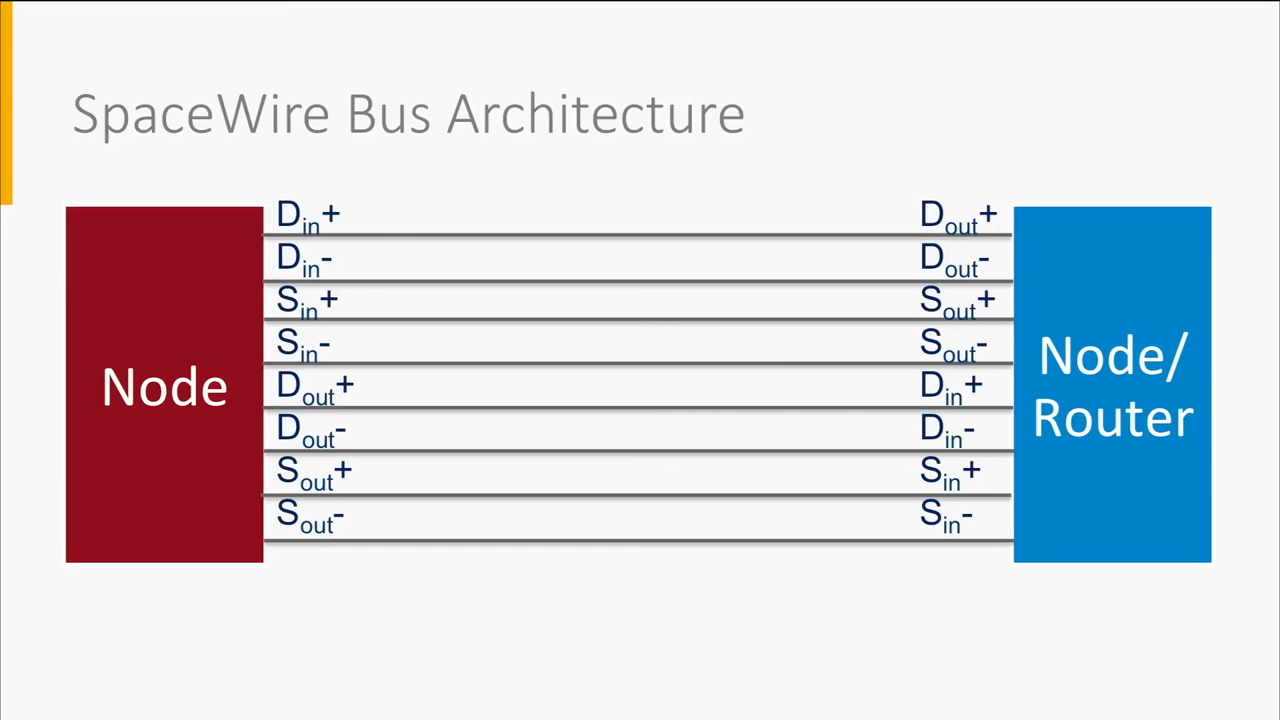 SpaceWire Bus Architecture
Din+ Dout+
Din- Dout-
Sin+ Sout+
Sin- Sout-
Dout+ Din+
Dout- Din-
Sout+ Sin+
Sout- Sin-
Node
Node/
Router